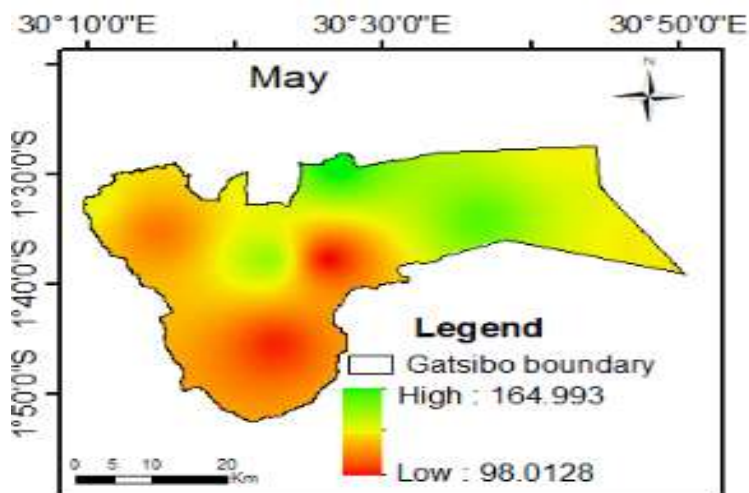 30°10'0"E 30°30'0"E 30°50'0"E
May
N
1°30'0"S
1°40'0"S
1°50'0"S
Legend
Gatsibo boundary
High : 164.993
Low : 98.0128
0 5 10 20
Km